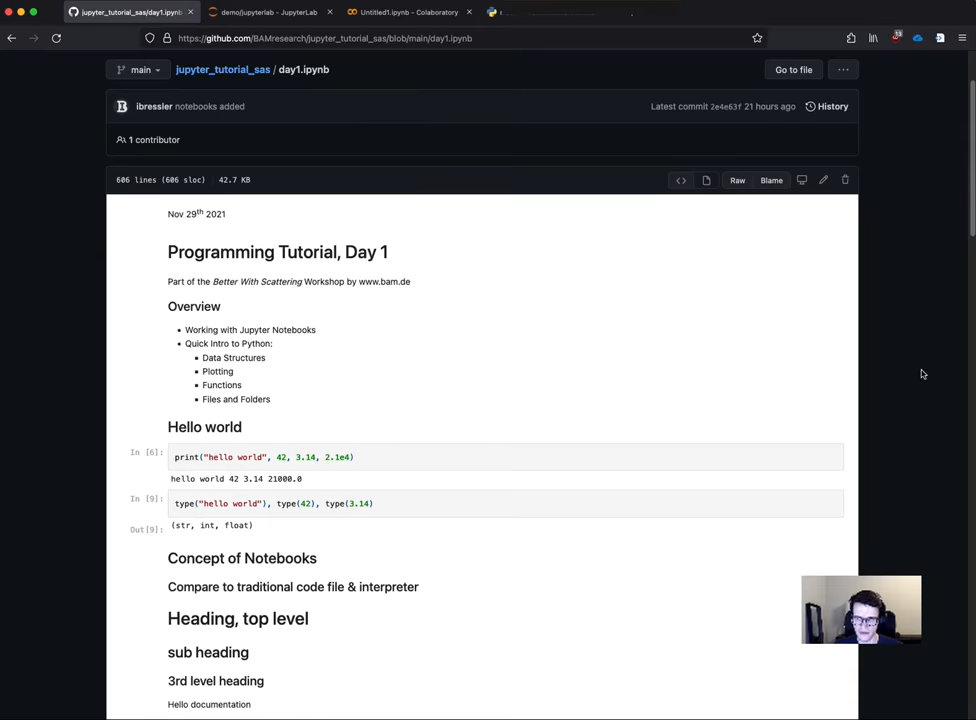 jupyter_tutorial_sas/day1.ipynb
demo/jupyterlab - JupyterLab
Untitled1.ipynb - Colaboratory
https://github.com/BAMresearch/jupyter_tutorial_sas/blob/main/day1.ipynb
13
main
jupyter_tutorial_sas / day1.ipynb
Go to file
ibressler notebooks added
Latest commit 2e4e63f 21 hours ago
History
1 contributor
606 lines (606 sloc) 42.7 KB
Raw
Blame
Nov 29th 2021
Programming Tutorial, Day 1
Part of the Better With Scattering Workshop by www.bam.de
Overview
• Working with Jupyter Notebooks
• Quick Intro to Python:
▪ Data Structures
▪ Plotting
▪ Functions
▪ Files and Folders
Hello world
In [6]: print("hello world", 42, 3.14, 2.1e4)
hello world 42 3.14 21000.0
In [9]: type("hello world"), type(42), type(3.14)
Out[9]: (str, int, float)
Concept of Notebooks
Compare to traditional code file & interpreter
Heading, top level
sub heading
3rd level heading
Hello documentation